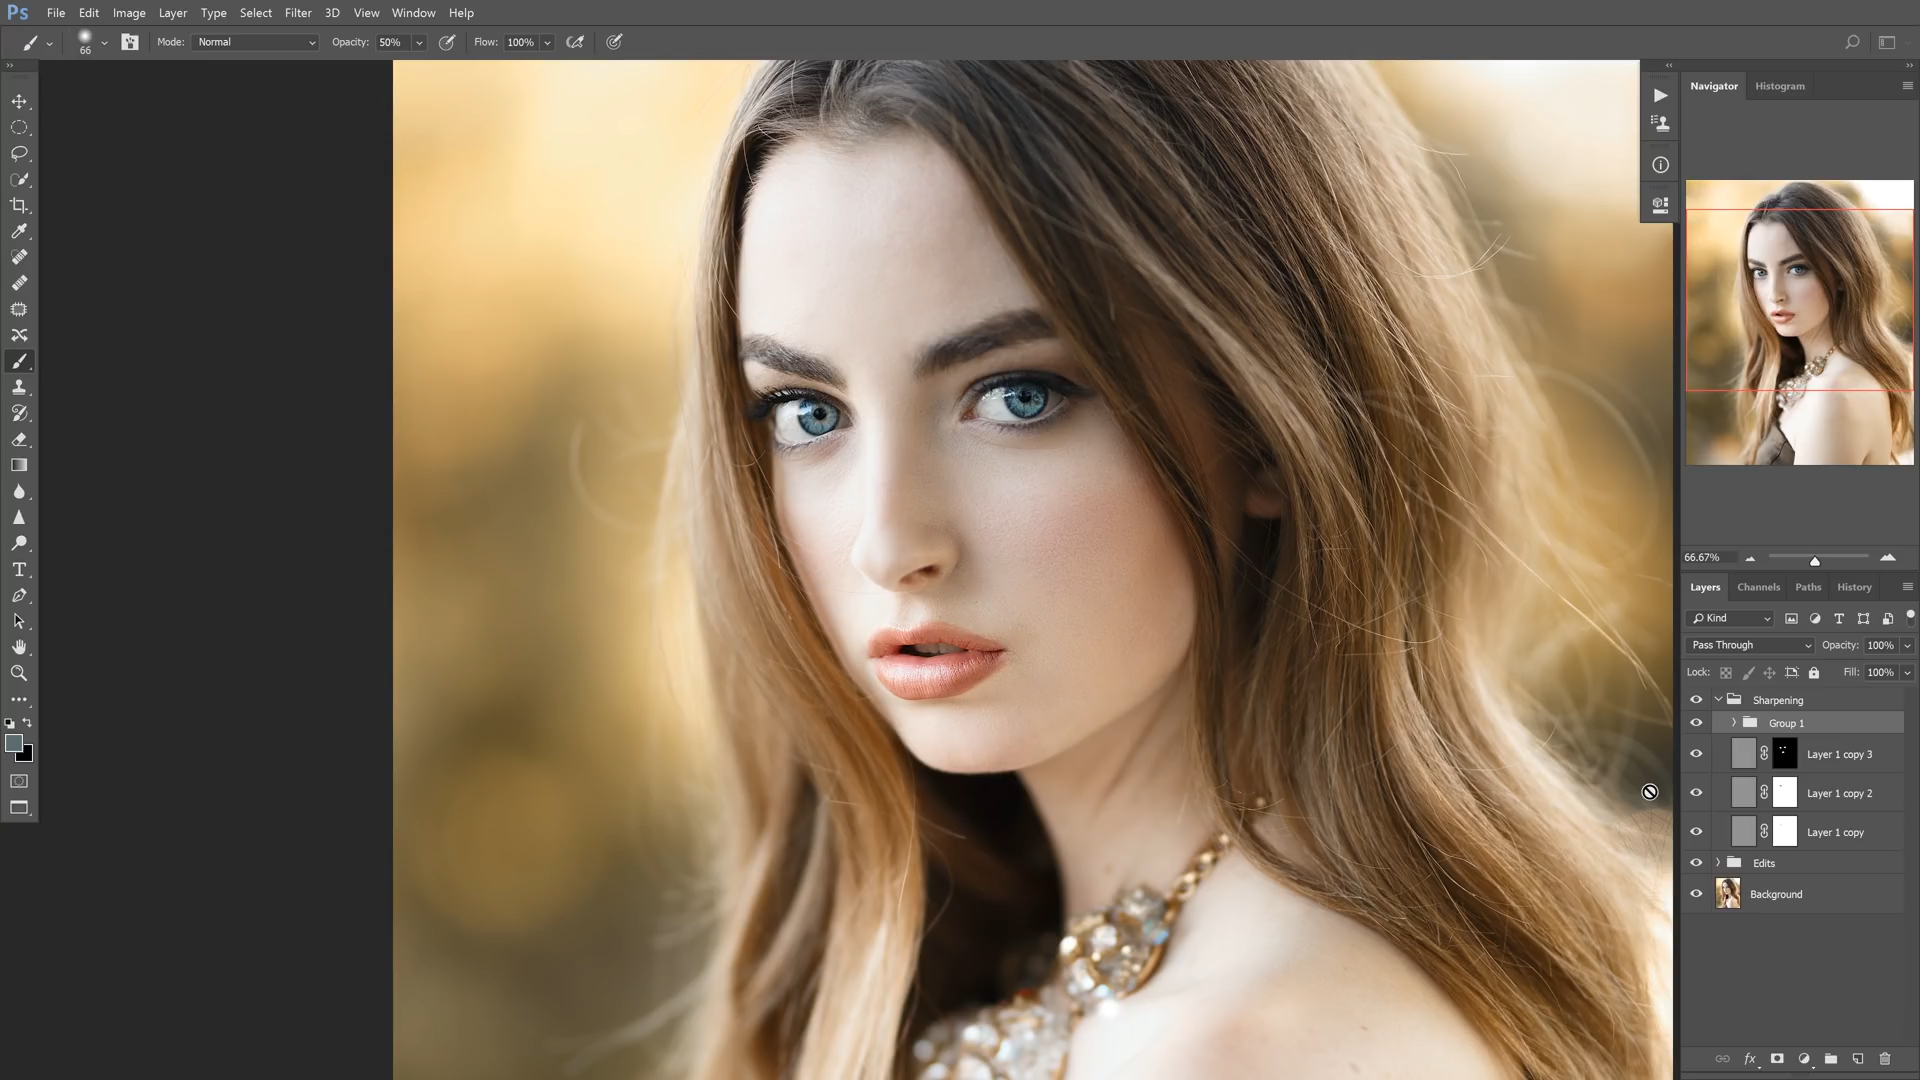 Ps File Edit Image Layer Type Select Filter 3D View Window Help
66 Mode: Normal Opacity: 50% Flow: 100%
Navigator Histogram
66.67%
Layers Channels Paths History
Kind
Pass Through Opacity: 100%
Lock: Fill: 100%
Sharpening
Group 1
Layer 1 copy 3
Layer 1 copy 2
Layer 1 copy
Edits
Background
fx